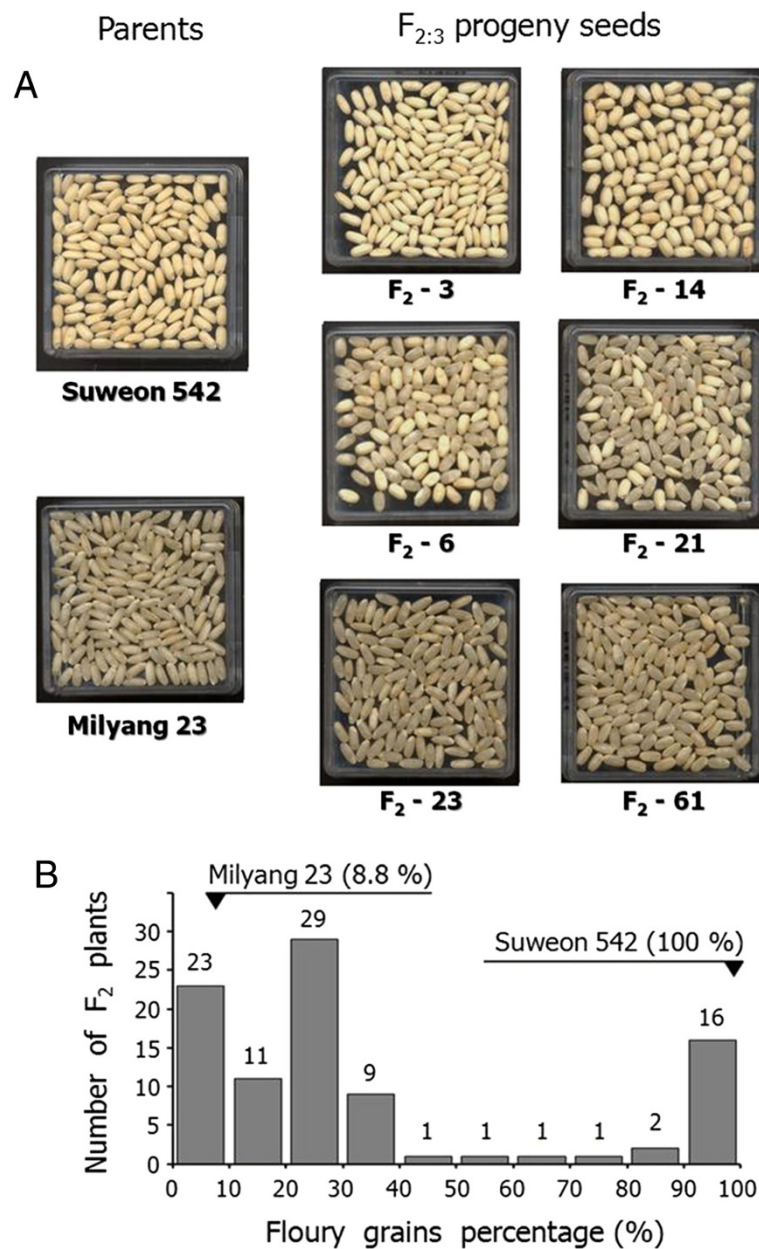 Parents
F2:3 progeny seeds
A
F2 - 3
F2 - 14
Suweon 542
F2 - 6
F2 - 21
Milyang 23
F2 - 23
F2 - 61
B
Milyang 23 (8.8 %)
Suweon 542 (100 %)
Number of F2 plants
30
25
20
15
10
5
0
23
11
29
9
1
1
1
1
2
16
0 10 20 30 40 50 60 70 80 90 100
Floury grains percentage (%)